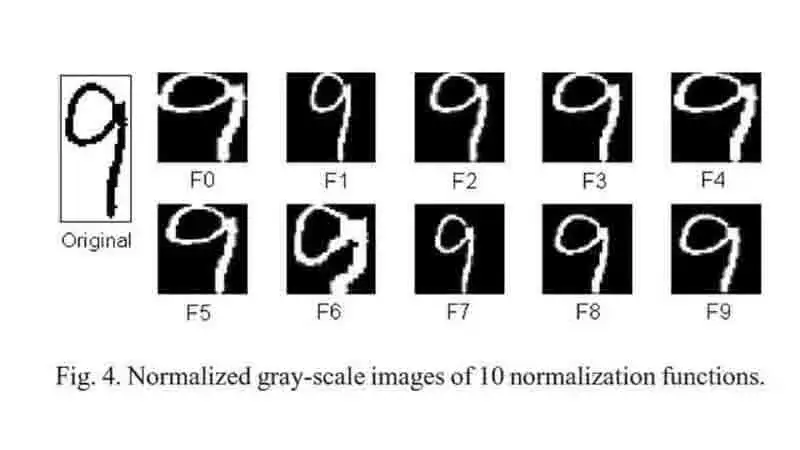 F0 F1 F2 F3 F4
Original
F5 F6 F7 F8 F9
Fig. 4. Normalized gray-scale images of 10 normalization functions.